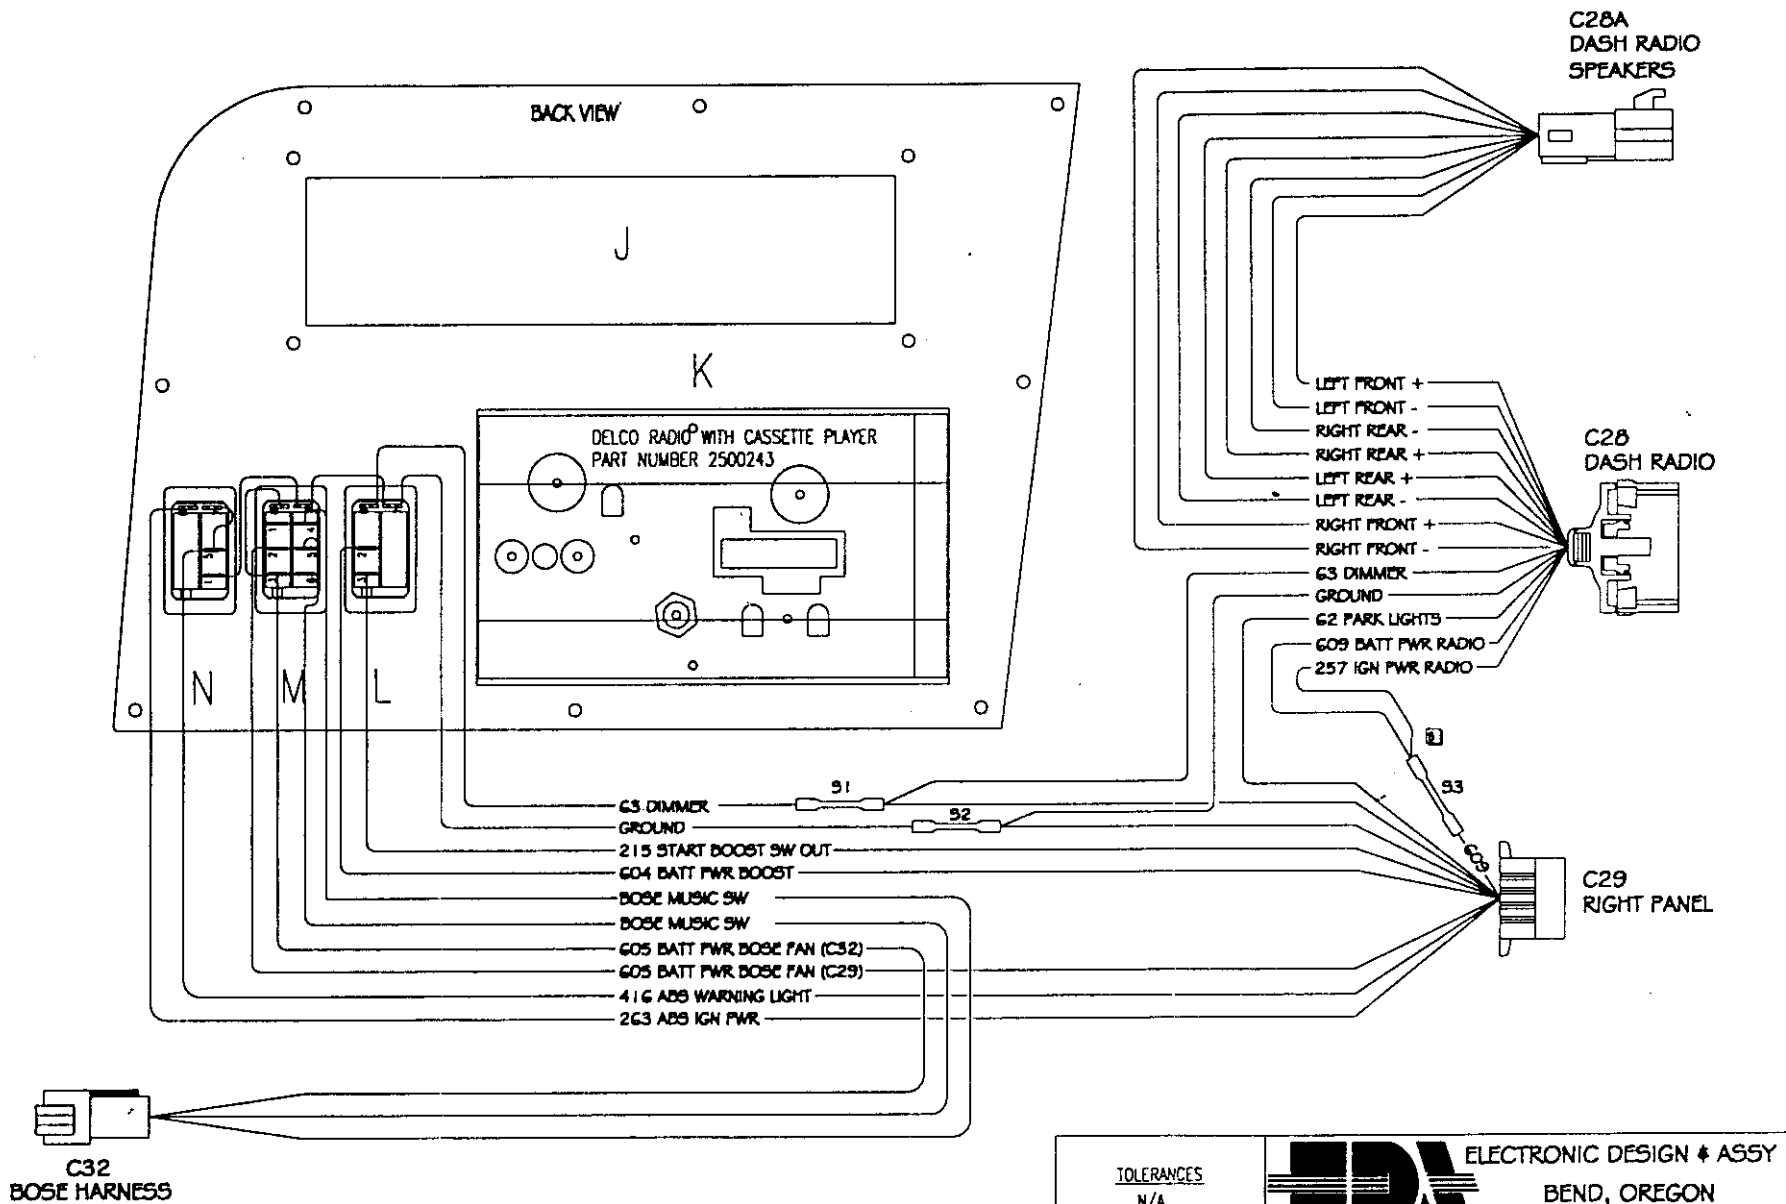 C28A
DASH RADIO
SPEAKERS
BACK VIEW
J
K
DELCO RADIO WITH CASSETTE PLAYER
PART NUMBER 2500243
N
M
L
LEFT FRONT +
LEFT FRONT -
RIGHT REAR -
RIGHT REAR +
LEFT REAR +
LEFT REAR -
RIGHT FRONT +
RIGHT FRONT -
63 DIMMER
GROUND
62 PARK LIGHTS
609 BATT PWR RADIO
257 IGN PWR RADIO
C28
DASH RADIO
S1
S2
S3
609
63 DIMMER
GROUND
215 START BOOST SW OUT
604 BATT PWR BOOST
BOSE MUSIC SW
BOSE MUSIC SW
605 BATT PWR BOSE FAN (C32)
605 BATT PWR BOSE FAN (C29)
416 ABS WARNING LIGHT
263 ABS IGN PWR
C29
RIGHT PANEL
C32
BOSE HARNESS
TOLERANCES
N/A
ELECTRONIC DESIGN & ASSY
BEND, OREGON